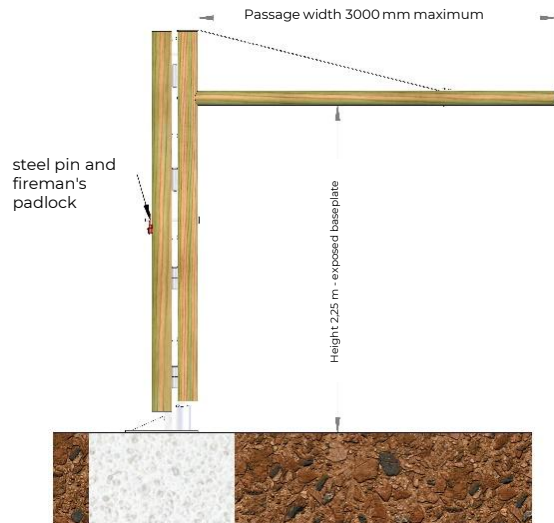 Passage width 3000 mm maximum
steel pin and
fireman's
padlock
Height 2,25 m - exposed baseplate